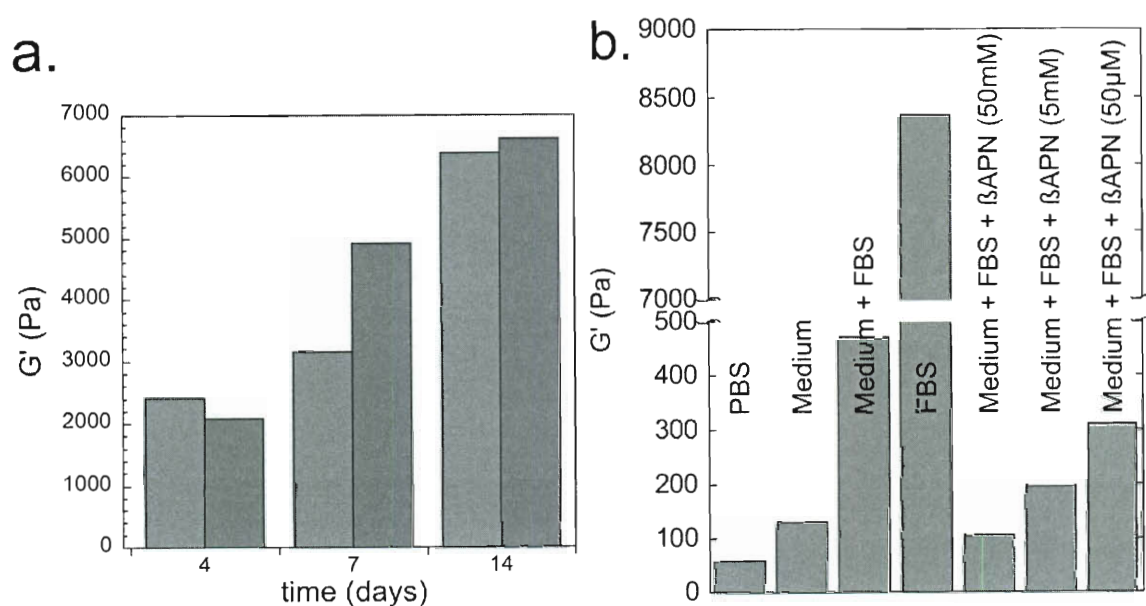 a.
7000
6000
5000
4000
3000
2000
1000
0
G' (Pa)
4
7
14
time (days)
b.
9000
8500
8000
7500
7000
500
400
300
200
100
0
G' (Pa)
PBS
Medium
Medium + FBS
FBS
Medium + FBS + ßAPN (50mM)
Medium + FBS + ßAPN (5mM)
Medium + FBS + ßAPN (50µM)